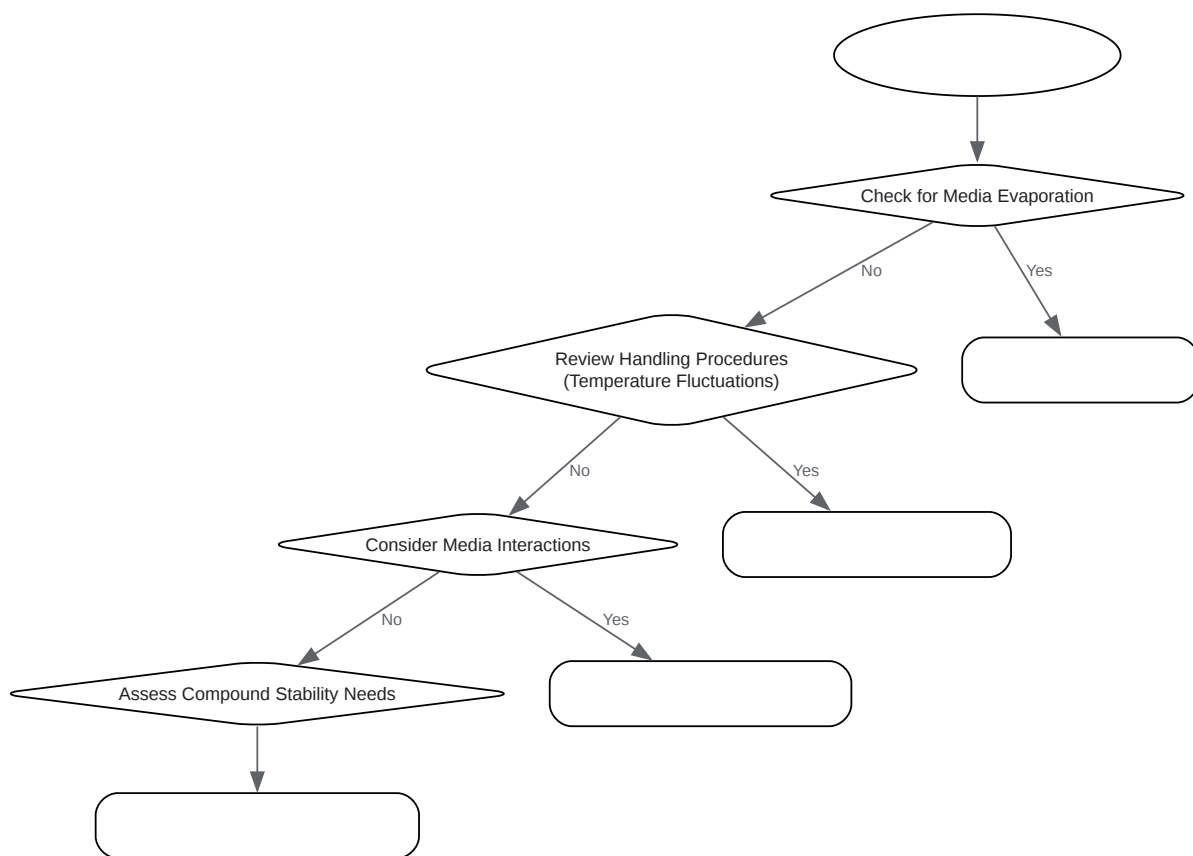 Check for Media Evaporation
No
Yes
Review Handling Procedures
(Temperature Fluctuations)
No
Yes
Consider Media Interactions
No
Yes
Assess Compound Stability Needs